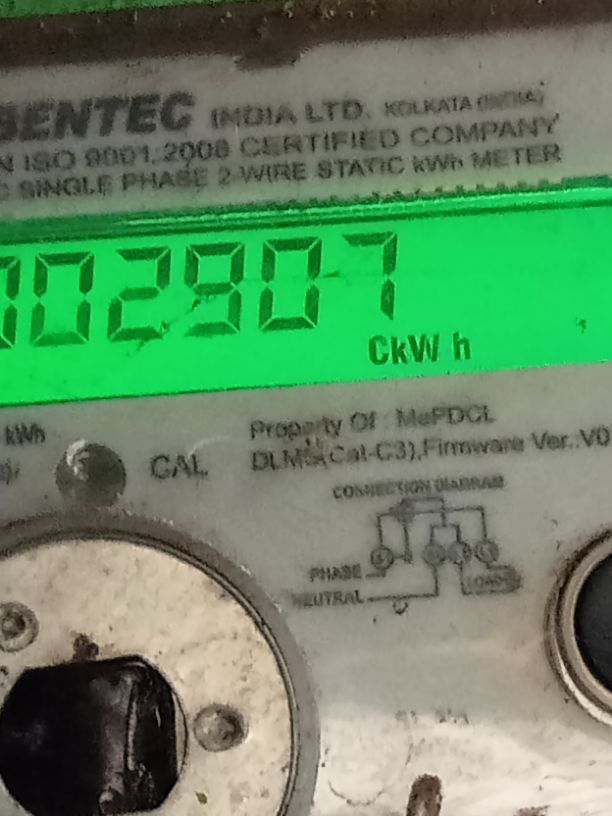 BENTEC INDIA LTD. KOLKATA (INDIA)
N ISO 9001:2008 CERTIFIED COMPANY
C SINGLE PHASE 2-WIRE STATIC kWh METER
002907
CkW h
kWh
CAL
Property Of : MePDCL
DLMS(Cat-C3),Firmware Ver.:V0
CONNECTION DIAGRAM
PHASE
NEUTRAL
LOAD